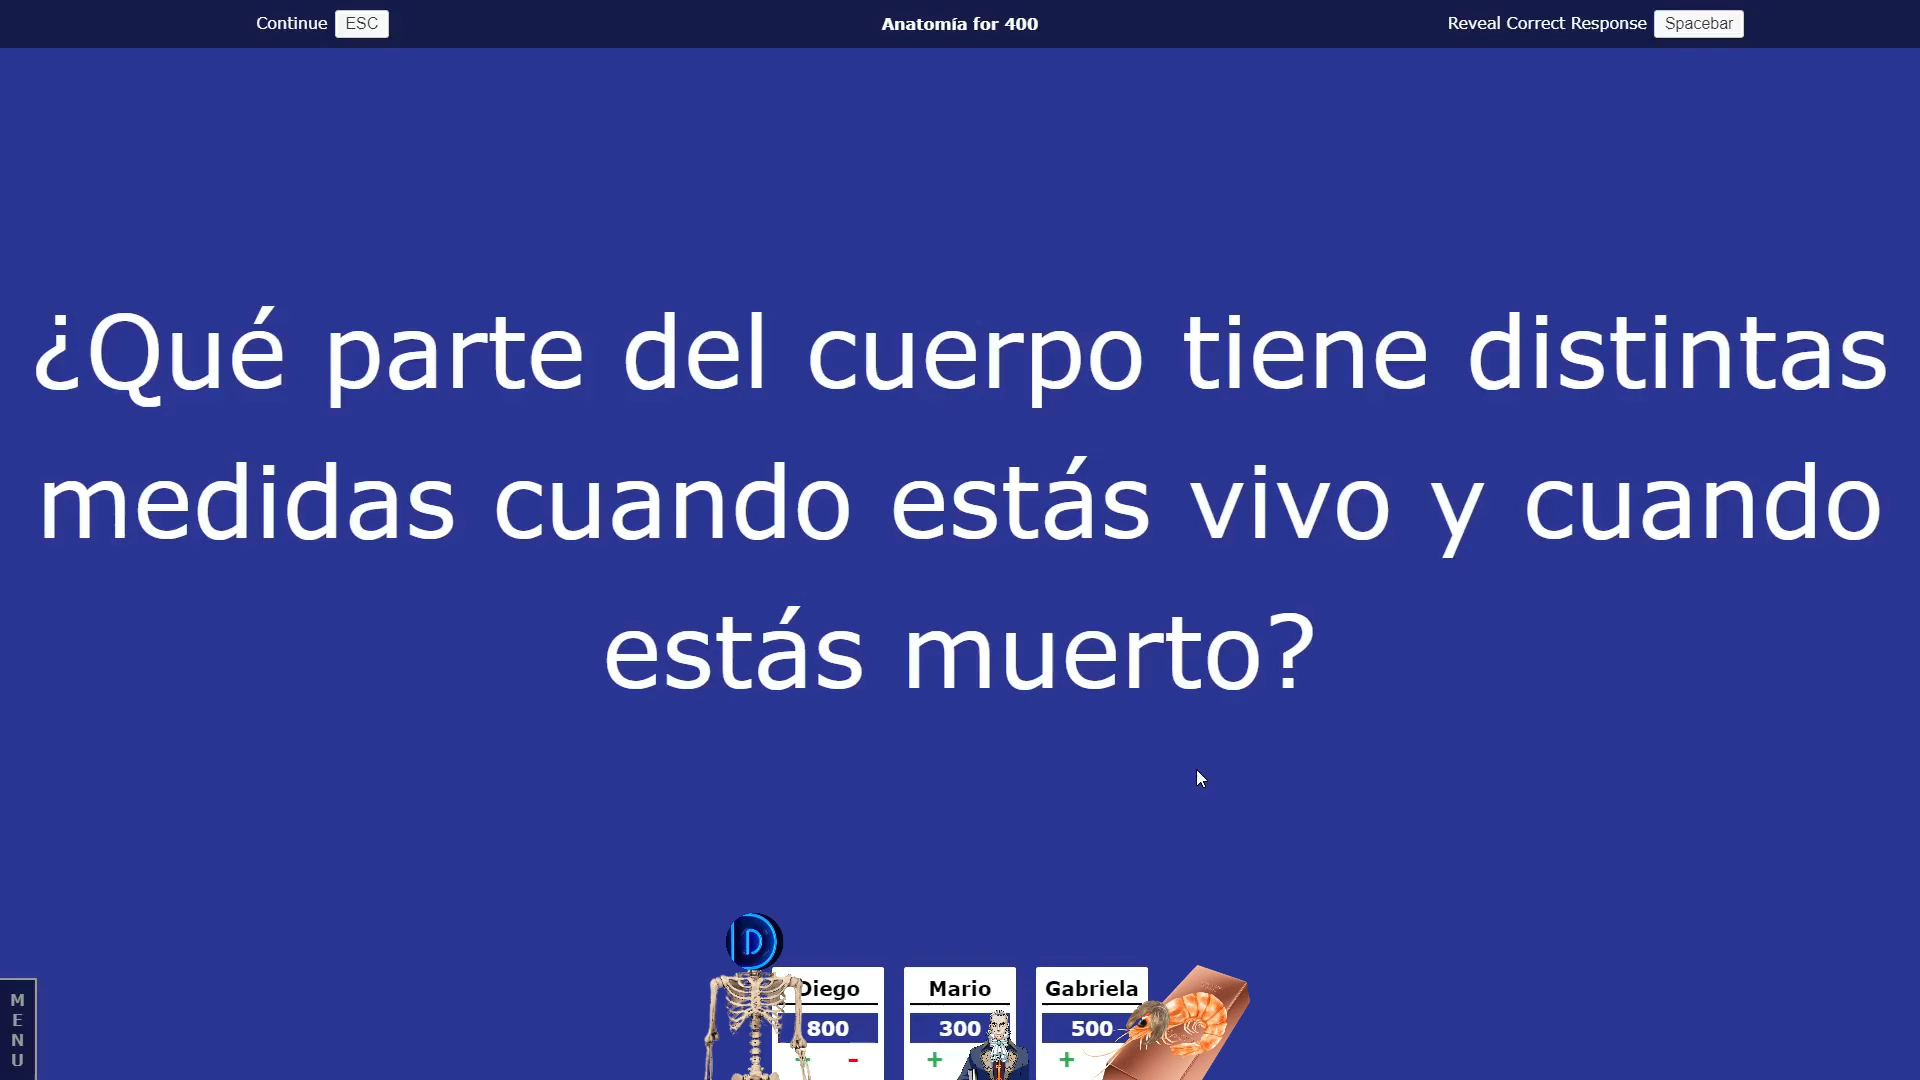 Continue ESC
Anatomía for 400
Reveal Correct Response Spacebar
¿Qué parte del cuerpo tiene distintas
medidas cuando estás vivo y cuando
estás muerto?
D
Diego
800
+ -
Mario
300
+
Gabriela
500
+
MENU